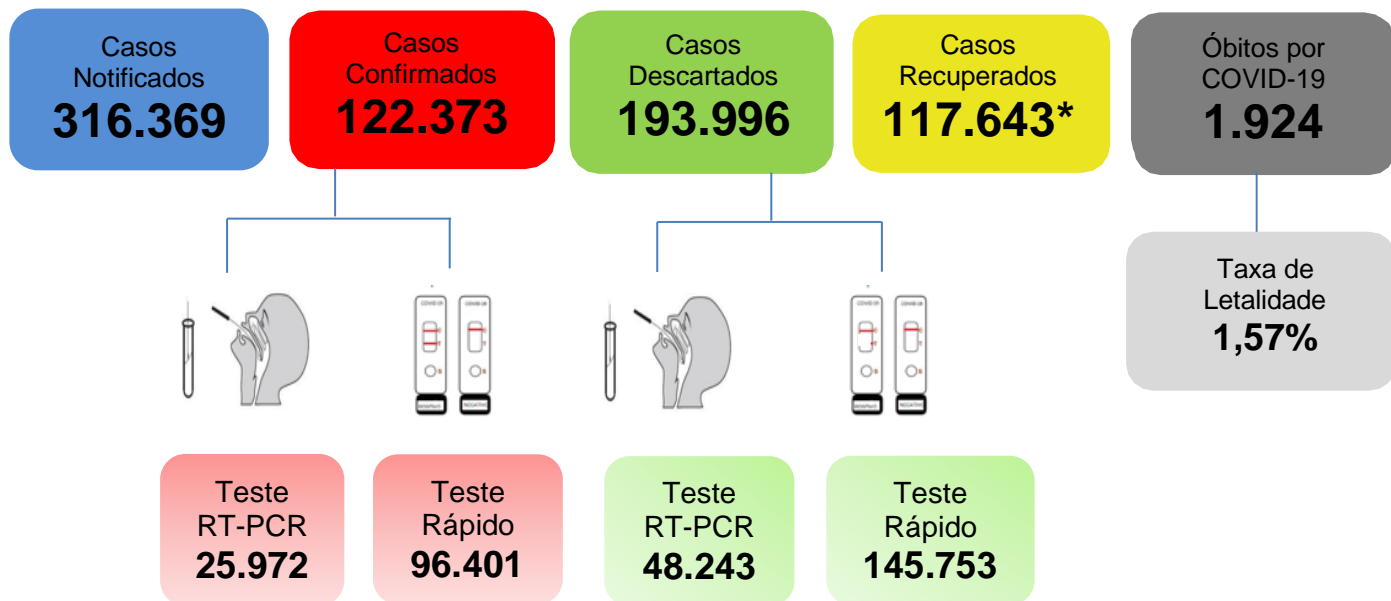 Casos
Notificados
316.369
Casos
Confirmados
122.373
Casos
Descartados
193.996
Casos
Recuperados
117.643*
Óbitos por
COVID-19
1.924
Taxa de
Letalidade
1,57%
Teste
RT-PCR
25.972
Teste
Rápido
96.401
Teste
RT-PCR
48.243
Teste
Rápido
145.753